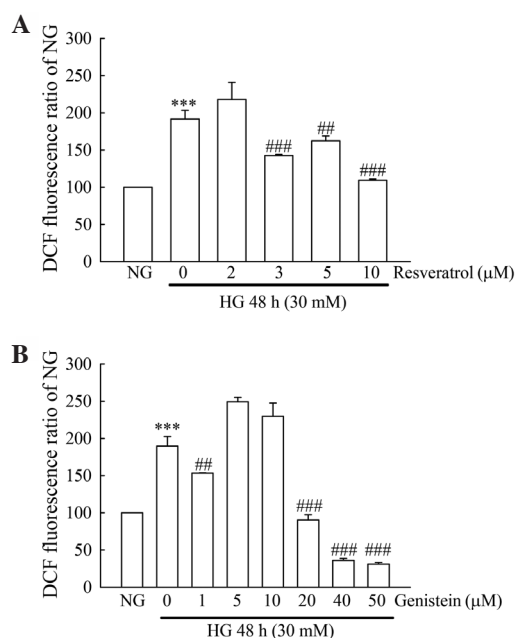 A
DCF fluorescence ratio of NG
300
250
200
150
100
50
0
***
###
##
###
NG 0 2 3 5 10 Resveratrol (μM)
HG 48 h (30 mM)
B
DCF fluorescence ratio of NG
300
250
200
150
100
50
0
***
##
###
###
###
NG 0 1 5 10 20 40 50 Genistein (μM)
HG 48 h (30 mM)